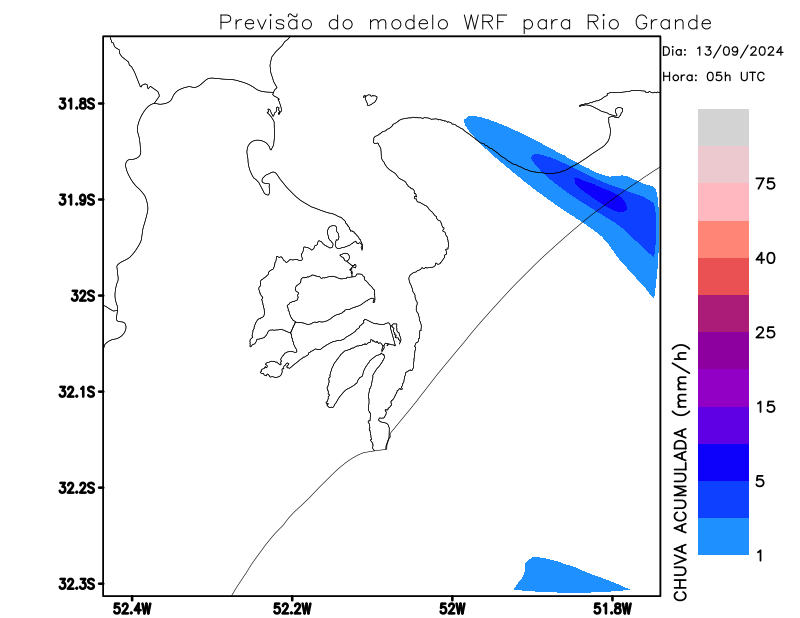 Previsão do modelo WRF para Rio Grande
Dia: 13/09/2024
Hora: 05h UTC
31.8S
31.9S
32S
32.1S
32.2S
32.3S
52.4W
52.2W
52W
51.8W
75
40
25
15
5
1
CHUVA ACUMULADA (mm/h)